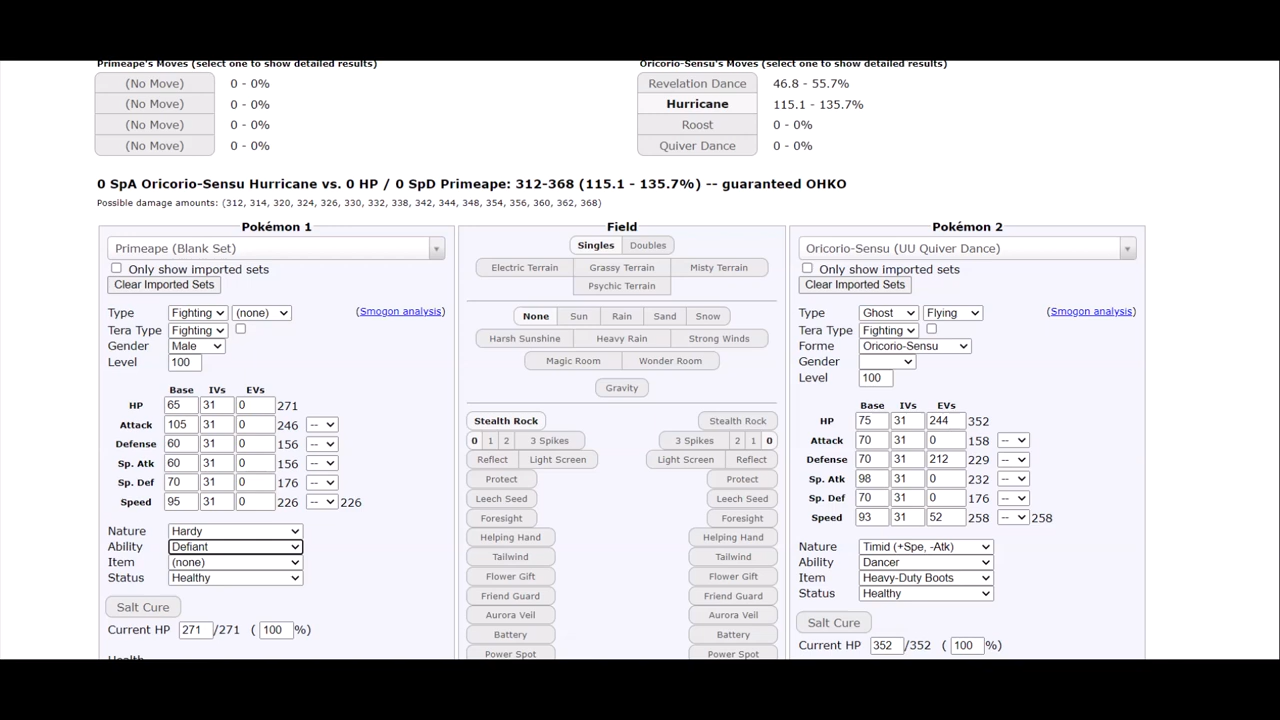 Primeape's Moves (select one to show detailed results)
(No Move) 0 - 0%
(No Move) 0 - 0%
(No Move) 0 - 0%
(No Move) 0 - 0%
Oricorio-Sensu's Moves (select one to show detailed results)
Revelation Dance 46.8 - 55.7%
Hurricane 115.1 - 135.7%
Roost 0 - 0%
Quiver Dance 0 - 0%
0 SpA Oricorio-Sensu Hurricane vs. 0 HP / 0 SpD Primeape: 312-368 (115.1 - 135.7%) -- guaranteed OHKO
Possible damage amounts: (312, 314, 320, 324, 326, 330, 332, 338, 342, 344, 348, 354, 356, 360, 362, 368)
Pokémon 1
Primeape (Blank Set)
Only show imported sets
Clear Imported Sets
Type Fighting (none) (Smogon analysis)
Tera Type Fighting
Gender Male
Level 100
Base IVs EVs
HP 65 31 0 271
Attack 105 31 0 246 --
Defense 60 31 0 156 --
Sp. Atk 60 31 0 156 --
Sp. Def 70 31 0 176 --
Speed 95 31 0 226 -- 226
Nature Hardy
Ability Defiant
Item (none)
Status Healthy
Salt Cure
Current HP 271 /271 ( 100 %)
Field
Singles Doubles
Electric Terrain Grassy Terrain Misty Terrain
Psychic Terrain
None Sun Rain Sand Snow
Harsh Sunshine Heavy Rain Strong Winds
Magic Room Wonder Room
Gravity
Stealth Rock Stealth Rock
0 1 2 3 Spikes 3 Spikes 2 1 0
Reflect Light Screen Light Screen Reflect
Protect Protect
Leech Seed Leech Seed
Foresight Foresight
Helping Hand Helping Hand
Tailwind Tailwind
Flower Gift Flower Gift
Friend Guard Friend Guard
Aurora Veil Aurora Veil
Battery Battery
Power Spot Power Spot
Pokémon 2
Oricorio-Sensu (UU Quiver Dance)
Only show imported sets
Clear Imported Sets
Type Ghost Flying (Smogon analysis)
Tera Type Fighting
Forme Oricorio-Sensu
Gender
Level 100
Base IVs EVs
HP 75 31 244 352
Attack 70 31 0 158 --
Defense 70 31 212 229 --
Sp. Atk 98 31 0 232 --
Sp. Def 70 31 0 176 --
Speed 93 31 52 258 -- 258
Nature Timid (+Spe, -Atk)
Ability Dancer
Item Heavy-Duty Boots
Status Healthy
Salt Cure
Current HP 352 /352 ( 100 %)